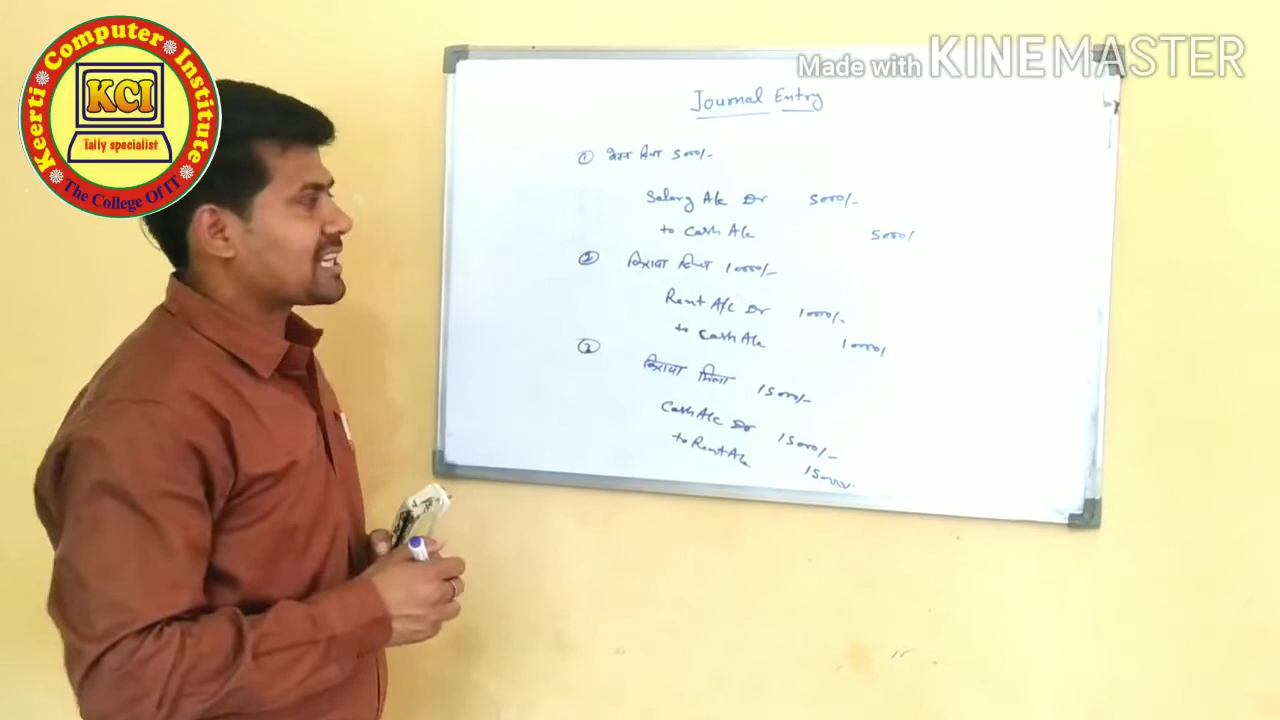 Keerti Computer Institute
KCI
Tally specialist
The College Of IT
Made with KINEMASTER
Journal Entry
① वेतन दिया 5000/-
Salary A/c Dr 5000/-
to Cash A/c 5000/
② किराया दिया 10000/-
Rent A/c Dr 10000/-
to Cash A/c 10000/
③ किराया मिला 15000/-
Cash A/c Dr 15000/-
to Rent A/c